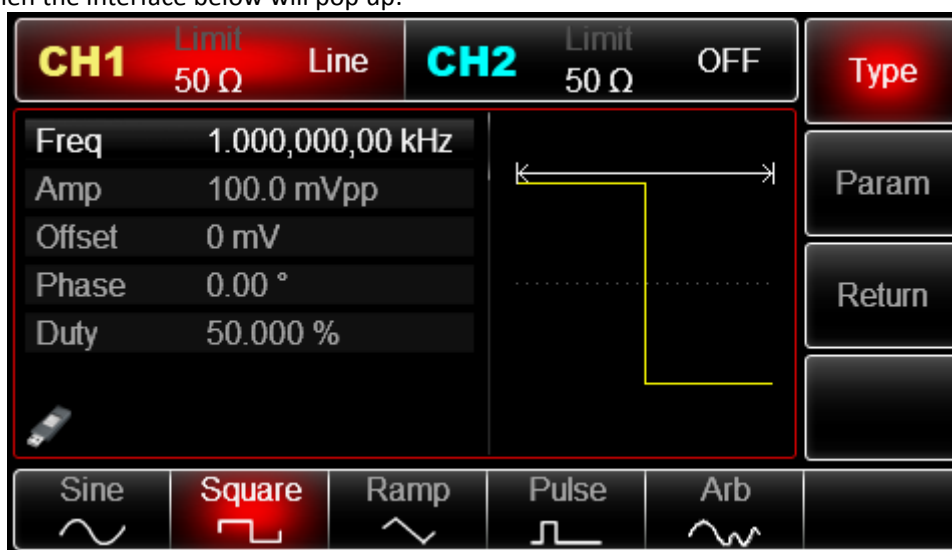 hen the interface below will pop up.
CH1 Limit 50 Ω Line CH2 Limit 50 Ω OFF
Type
Freq 1.000,000,00 kHz
Amp 100.0 mVpp
Offset 0 mV
Phase 0.00 °
Duty 50.000 %
Param
Return
Sine Square Ramp Pulse Arb